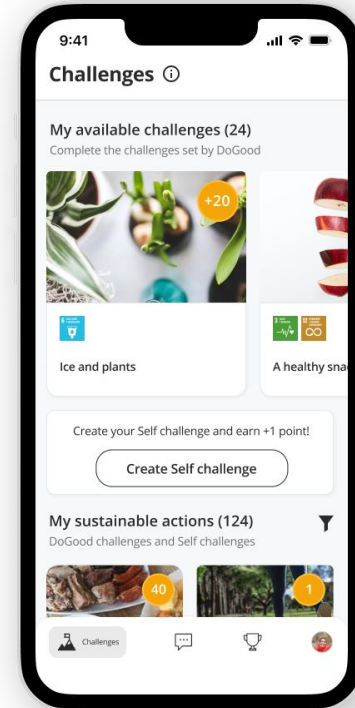 9:41
Challenges
My available challenges (24)
Complete the challenges set by DoGood
+20
Ice and plants
A healthy sna
Create your Self challenge and earn +1 point!
Create Self challenge
My sustainable actions (124)
DoGood challenges and Self challenges
40
1
Challenges